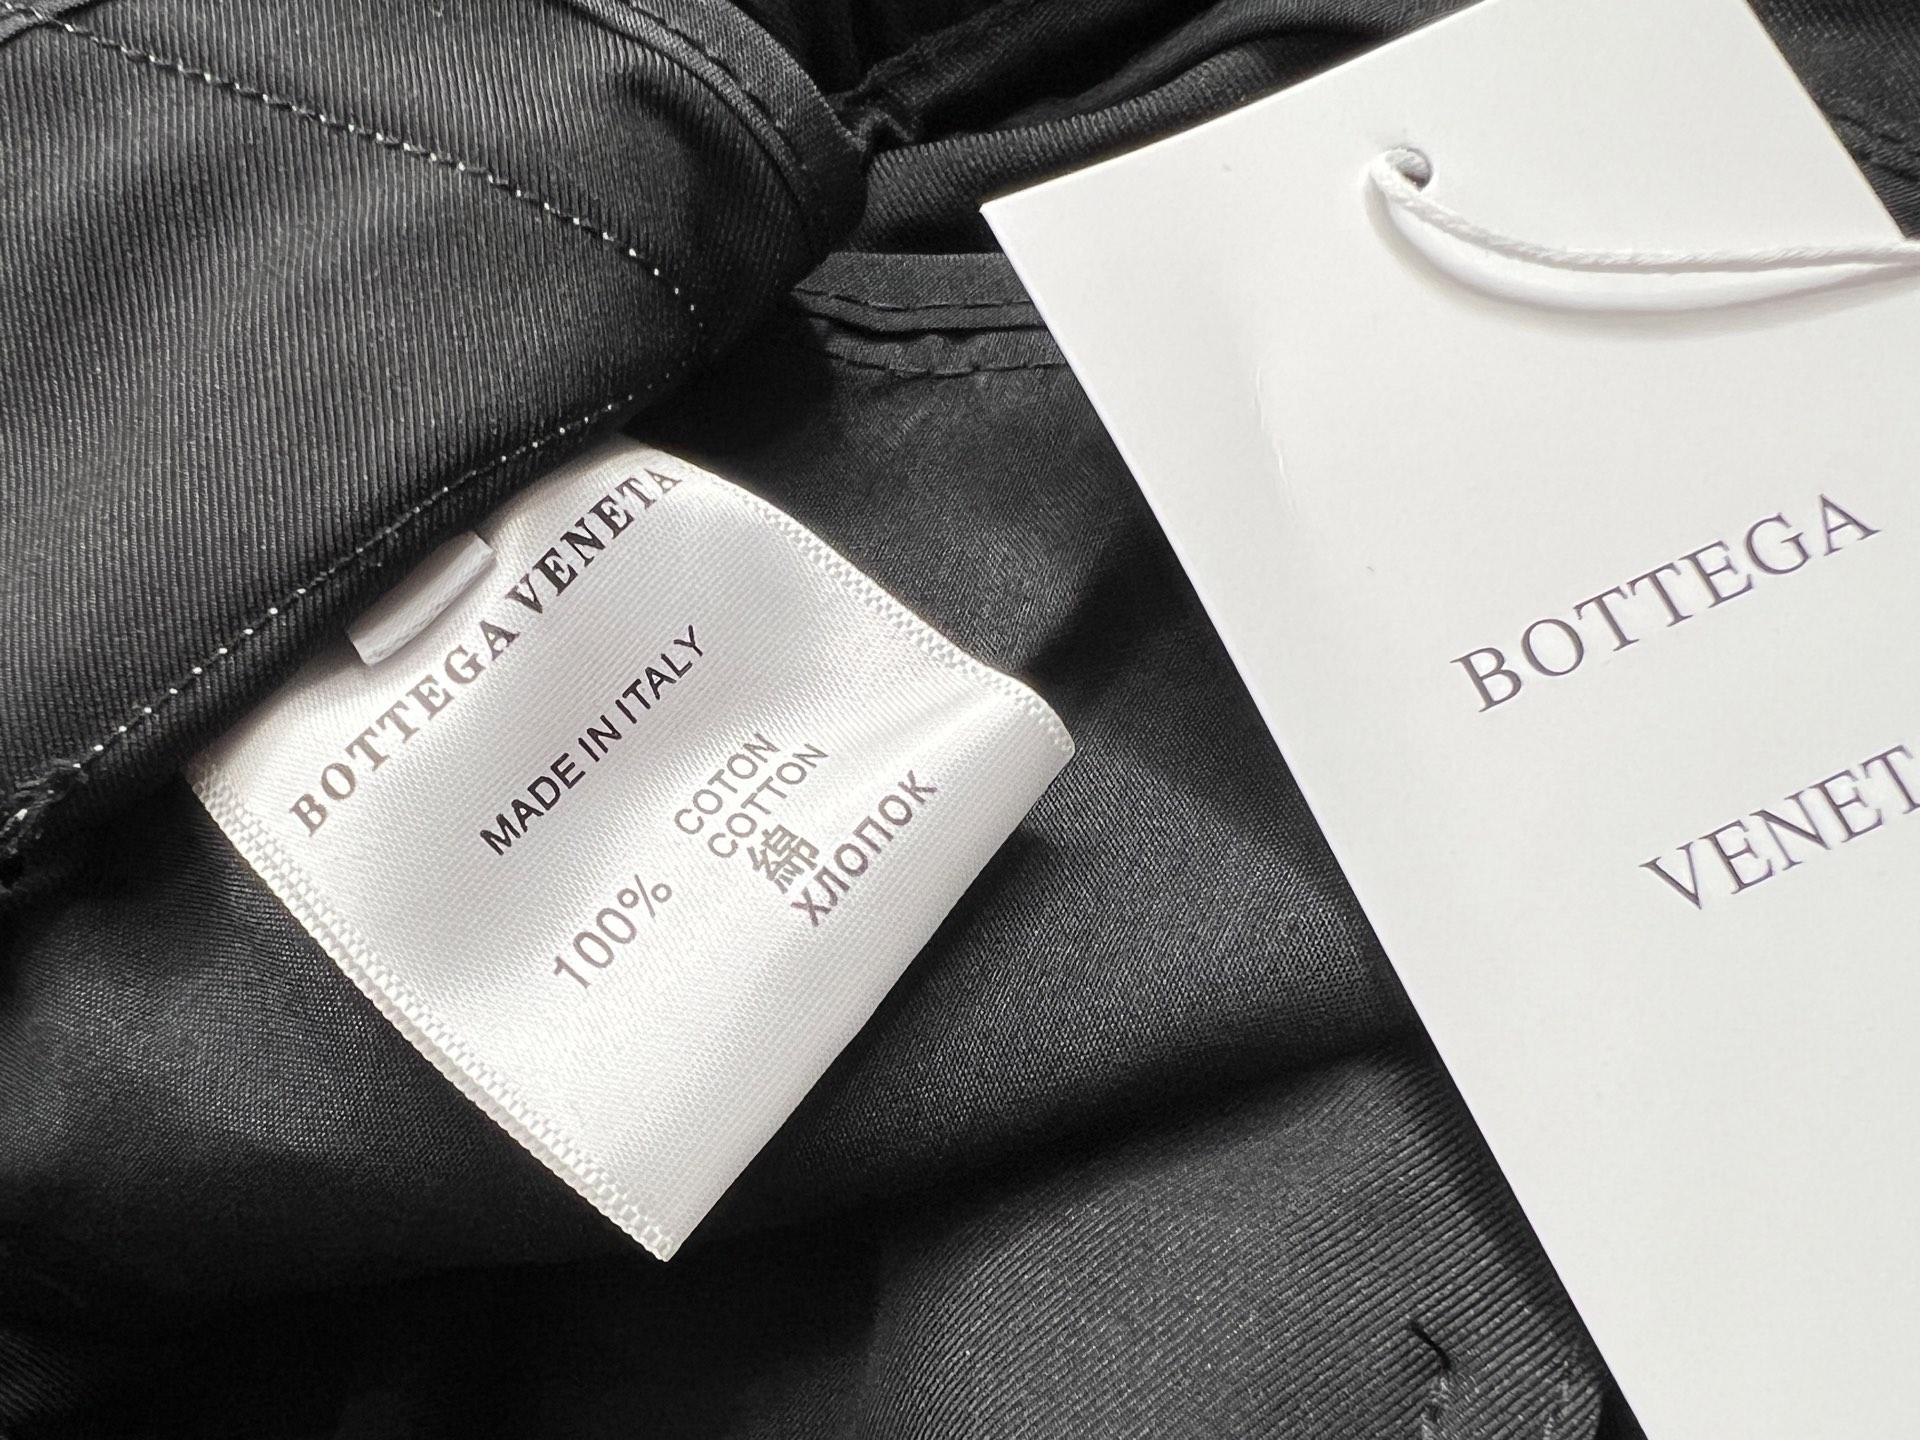 BOTTEGA VENETA
MADE IN ITALY
100%
COTON
COTTON
綿
ХЛОПОК
BOTTEGA
VENET